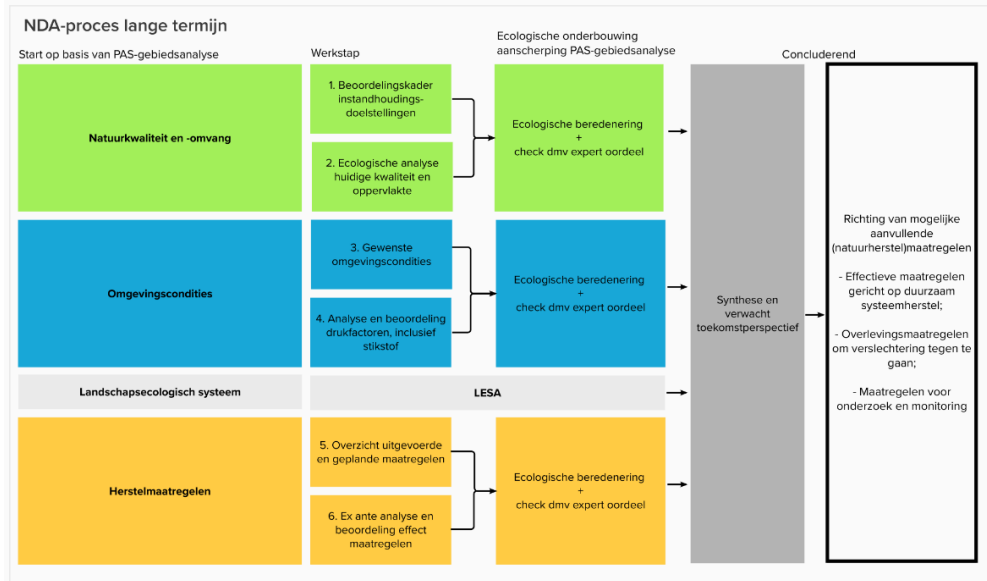 NDA-proces lange termijn
Start op basis van PAS-gebiedsanalyse
Werkstap
Ecologische onderbouwing
aanscherping PAS-gebiedsanalyse
Concluderend
Natuurkwaliteit en -omvang
1. Beoordelingskader
instandhoudings-
doelstellingen
2. Ecologische analyse
huidige kwaliteit en
oppervlakte
Ecologische beredenering
+
check dmv expert oordeel
Omgevingscondities
3. Gewenste
omgevingscondities
4. Analyse en beoordeling
drukfactoren, inclusief
stikstof
Ecologische beredenering
+
check dmv expert oordeel
Landschapsecologisch systeem
LESA
Herstelmaatregelen
5. Overzicht uitgevoerde
en geplande maatregelen
6. Ex ante analyse en
beoordeling effect
maatregelen
Ecologische beredenering
+
check dmv expert oordeel
Synthese en
verwacht
toekomstperspectief
Richting van mogelijke
aanvullende
(natuurherstel)maatregelen
- Effectieve maatregelen
gericht op duurzaam
systeemherstel;
- Overlevingsmaatregelen
om verslechtering tegen te
gaan;
- Maatregelen voor
onderzoek en monitoring